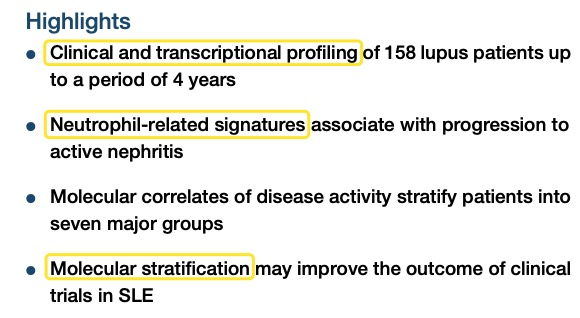 Highlights
Clinical and transcriptional profiling of 158 lupus patients up
to a period of 4 years
Neutrophil-related signatures associate with progression to
active nephritis
Molecular correlates of disease activity stratify patients into
seven major groups
Molecular stratification may improve the outcome of clinical
trials in SLE